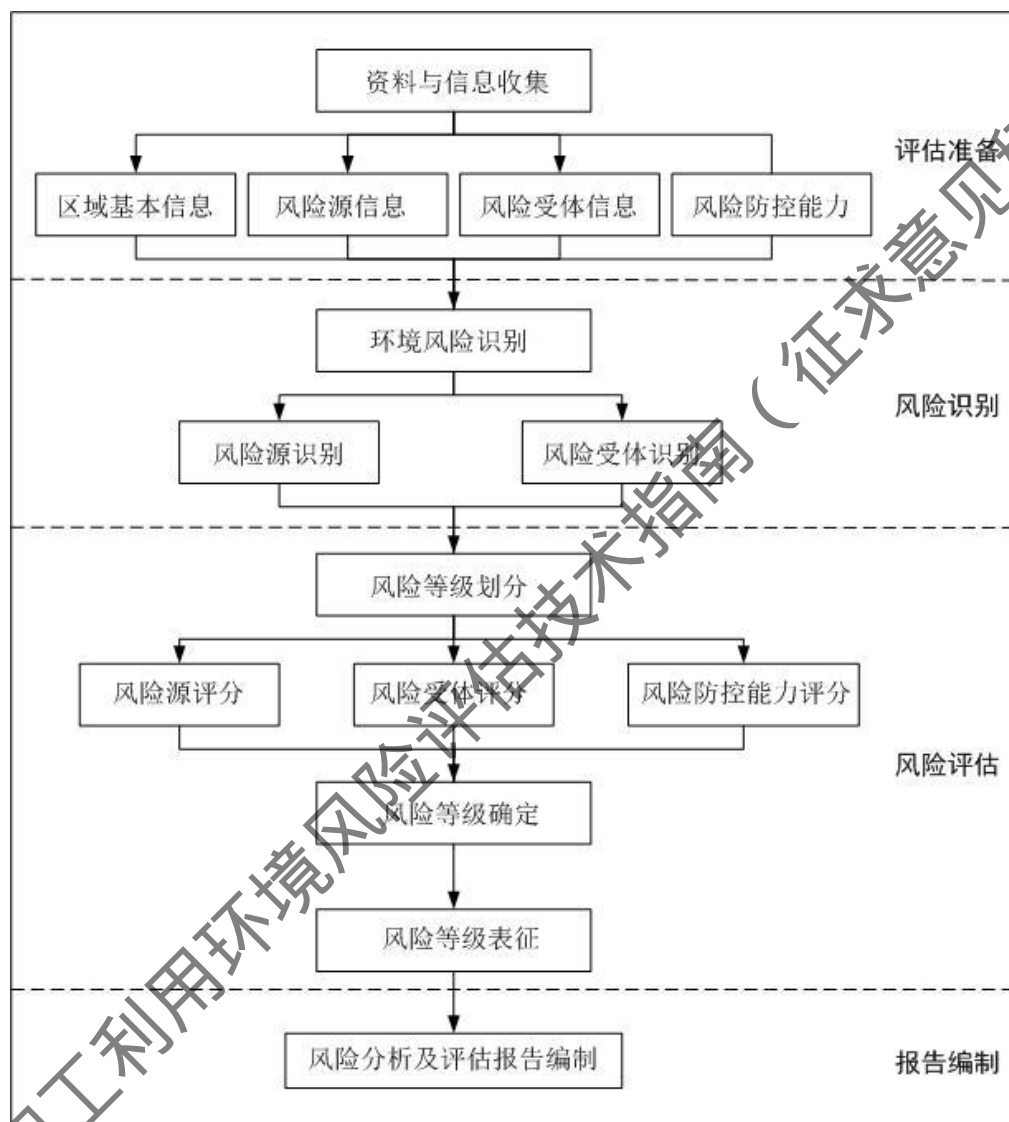 资料与信息收集
评估准备
区域基本信息
风险源信息
风险受体信息
风险防控能力
环境风险识别
风险识别
风险源识别
风险受体识别
风险等级划分
风险源评分
风险受体评分
风险防控能力评分
风险评估
风险等级确定
风险等级表征
风险分析及评估报告编制
报告编制
工利用环境风险评估技术指南（征求意见